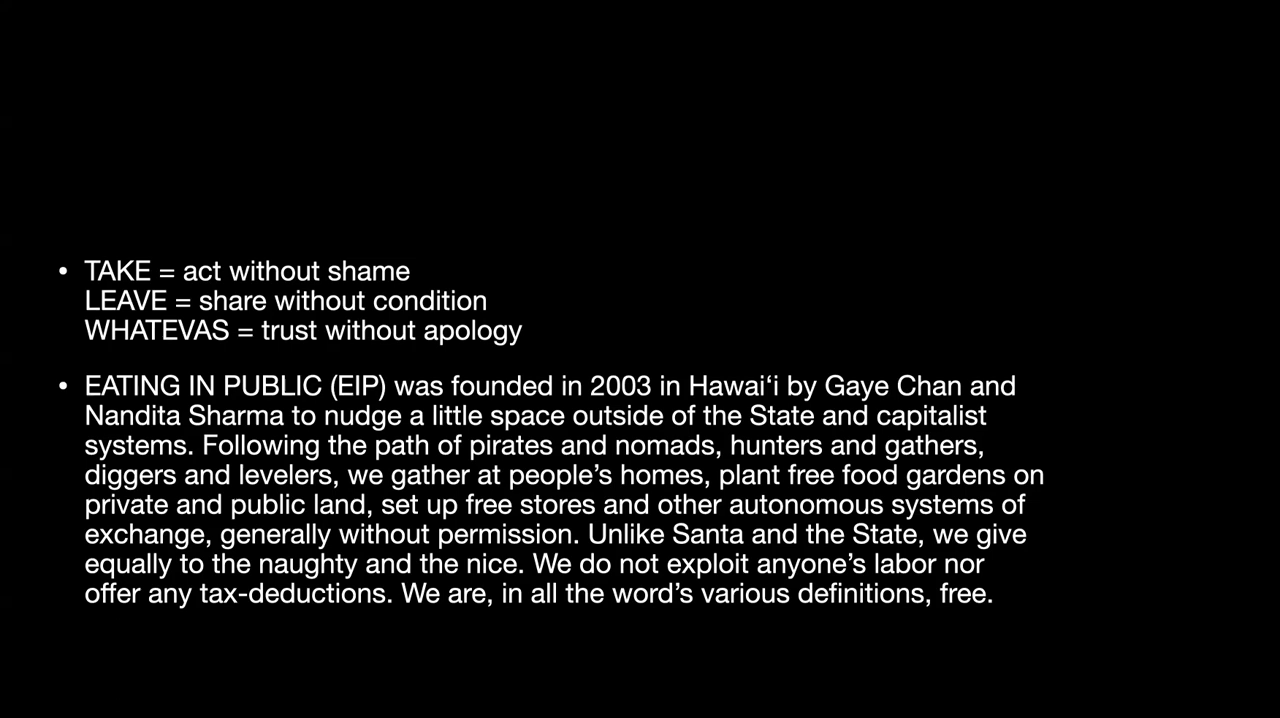 • TAKE = act without shame
LEAVE = share without condition
WHATEVAS = trust without apology
• EATING IN PUBLIC (EIP) was founded in 2003 in Hawai‘i by Gaye Chan and
Nandita Sharma to nudge a little space outside of the State and capitalist
systems. Following the path of pirates and nomads, hunters and gathers,
diggers and levelers, we gather at people’s homes, plant free food gardens on
private and public land, set up free stores and other autonomous systems of
exchange, generally without permission. Unlike Santa and the State, we give
equally to the naughty and the nice. We do not exploit anyone’s labor nor
offer any tax-deductions. We are, in all the word’s various definitions, free.